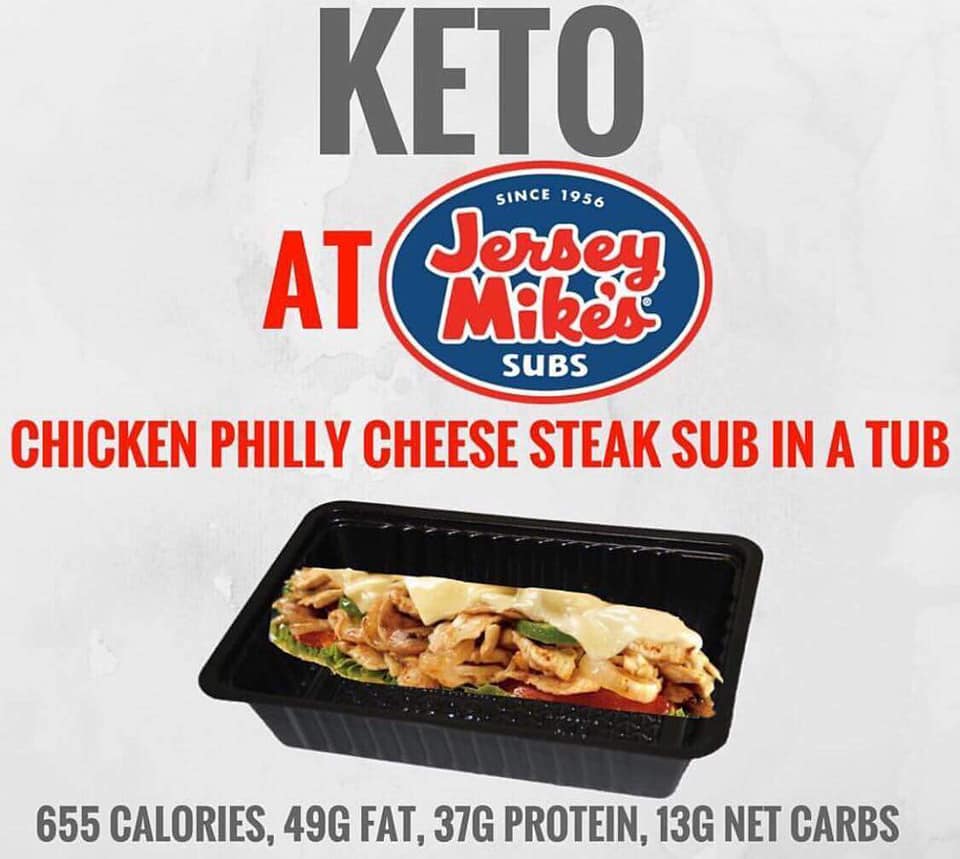 KETO
AT
SINCE 1956
Jersey
Mike's®
SUBS
CHICKEN PHILLY CHEESE STEAK SUB IN A TUB
655 CALORIES, 49G FAT, 37G PROTEIN, 13G NET CARBS